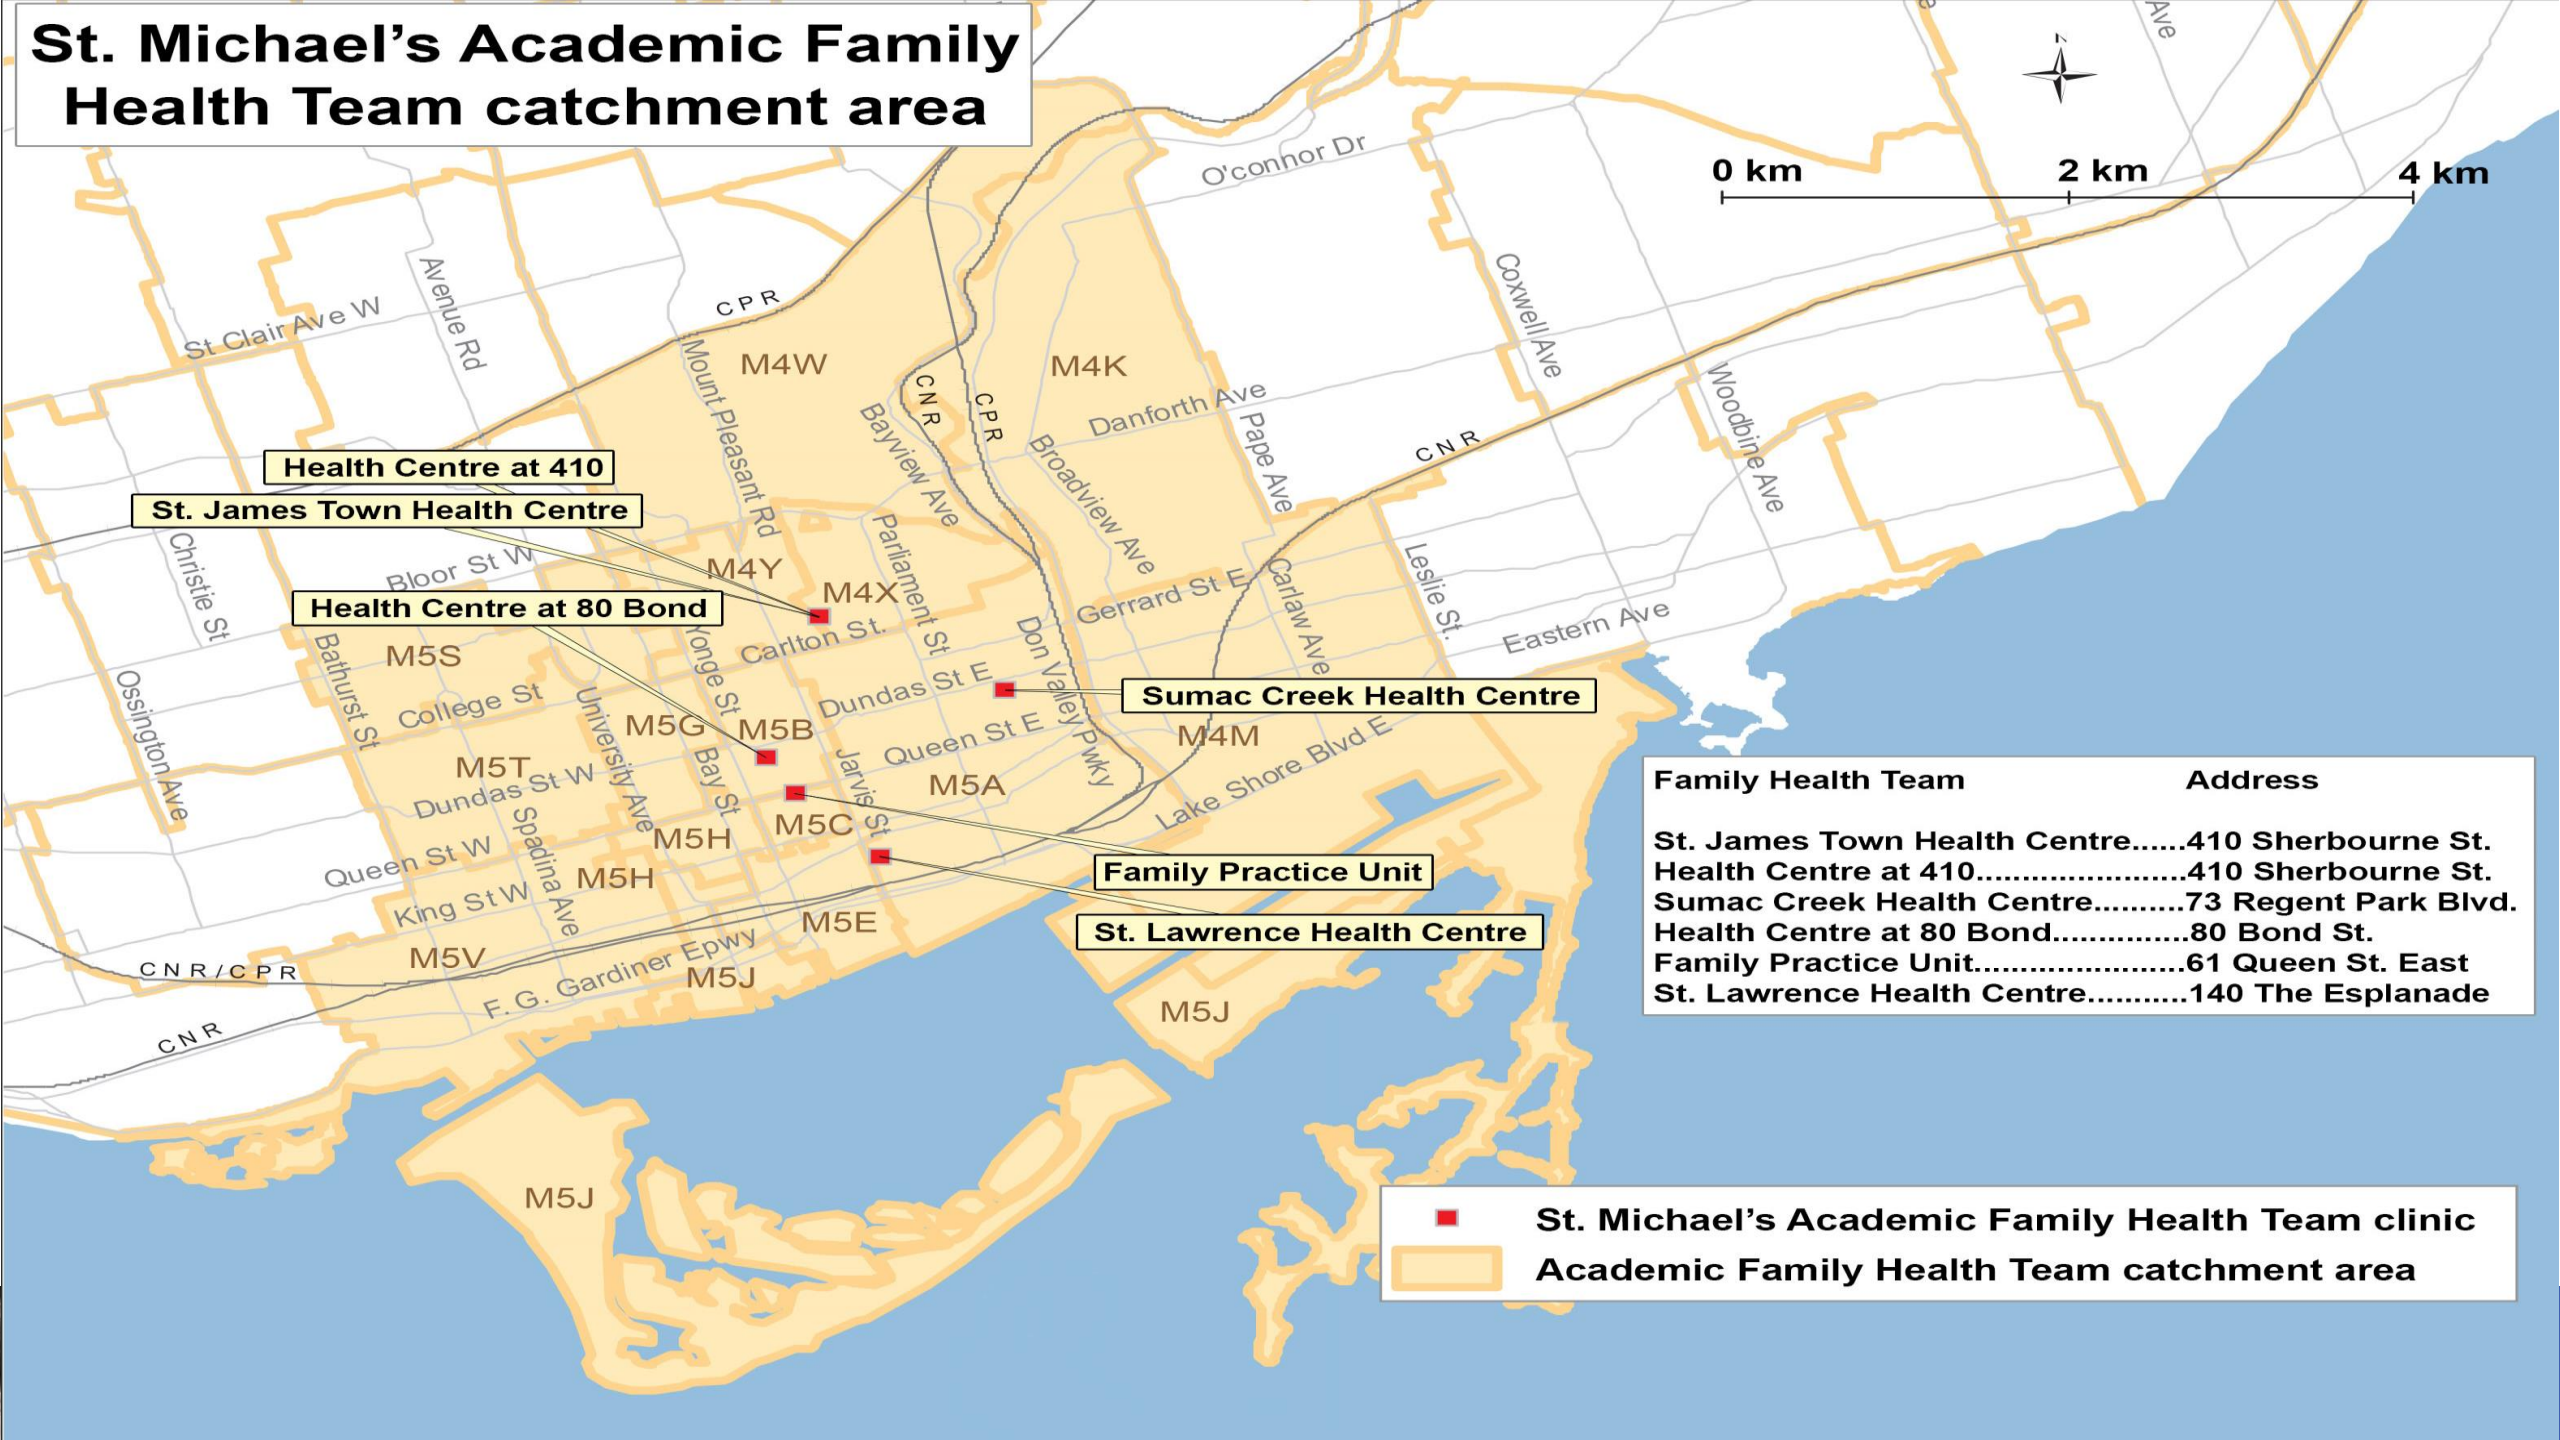 St. Michael’s Academic Family
Health Team catchment area
O'connor Dr
Ave
0 km 2 km 4 km
Avenue Rd
St Clair Ave W
CPR
Coxwell Ave
Mount Pleasant Rd
M4W
M4K
CNR
CPR
Danforth Ave
Pape Ave
Woodbine Ave
Bayview Ave
Broadview Ave
CNR
Health Centre at 410
St. James Town Health Centre
Christie St
Bloor St W
Parliament St
M4Y
M4X
Gerrard St E
Carlaw Ave
Leslie St.
Health Centre at 80 Bond
Eastern Ave
Carlton St.
Yonge St
Don Valley Pwky
Bathurst St
M5S
Ossington Ave
College St
University Ave
Dundas St E
Sumac Creek Health Centre
M5G
M5B
Queen St E
M4M
Lake Shore Blvd E
M5T
Dundas St W
Bay St
Jarvis St
M5A
Spadina Ave
M5H
M5C
Queen St W
M5H
Family Practice Unit
King St W
M5E
St. Lawrence Health Centre
M5V
F. G. Gardiner Epwy
CNR/CPR
M5J
M5J
CNR
M5J
Family Health Team Address
St. James Town Health Centre......410 Sherbourne St.
Health Centre at 410.......................410 Sherbourne St.
Sumac Creek Health Centre..........73 Regent Park Blvd.
Health Centre at 80 Bond...............80 Bond St.
Family Practice Unit.......................61 Queen St. East
St. Lawrence Health Centre...........140 The Esplanade
St. Michael’s Academic Family Health Team clinic
Academic Family Health Team catchment area